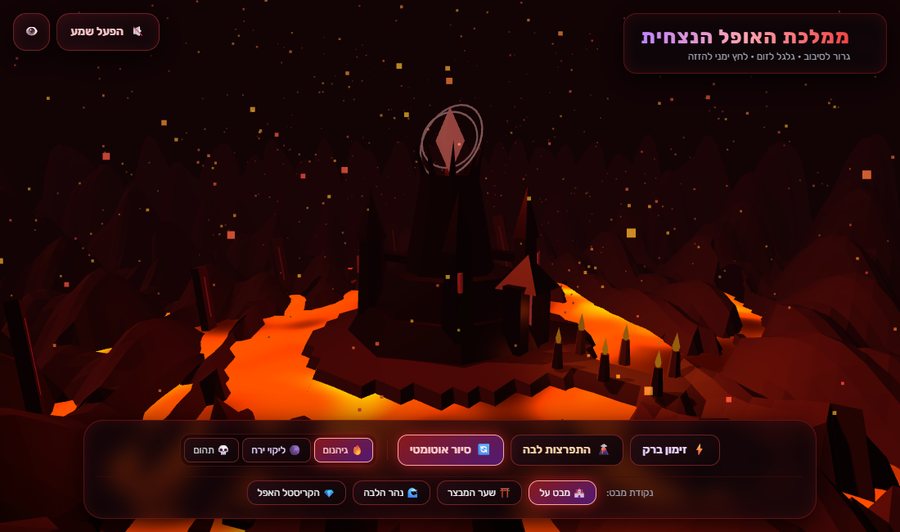 ממלכת האופל הנצחית
גרור לסיבוב • גלגל לזום • לחץ ימני להזזה
הפעל שמע
זימון ברק
התפרצות לבה
סיור אוטומטי
גיהנום
ליקוי ירח
תהום
נקודת מבט:
מבט על
שער המבצר
נהר הלבה
הקריסטל האפל